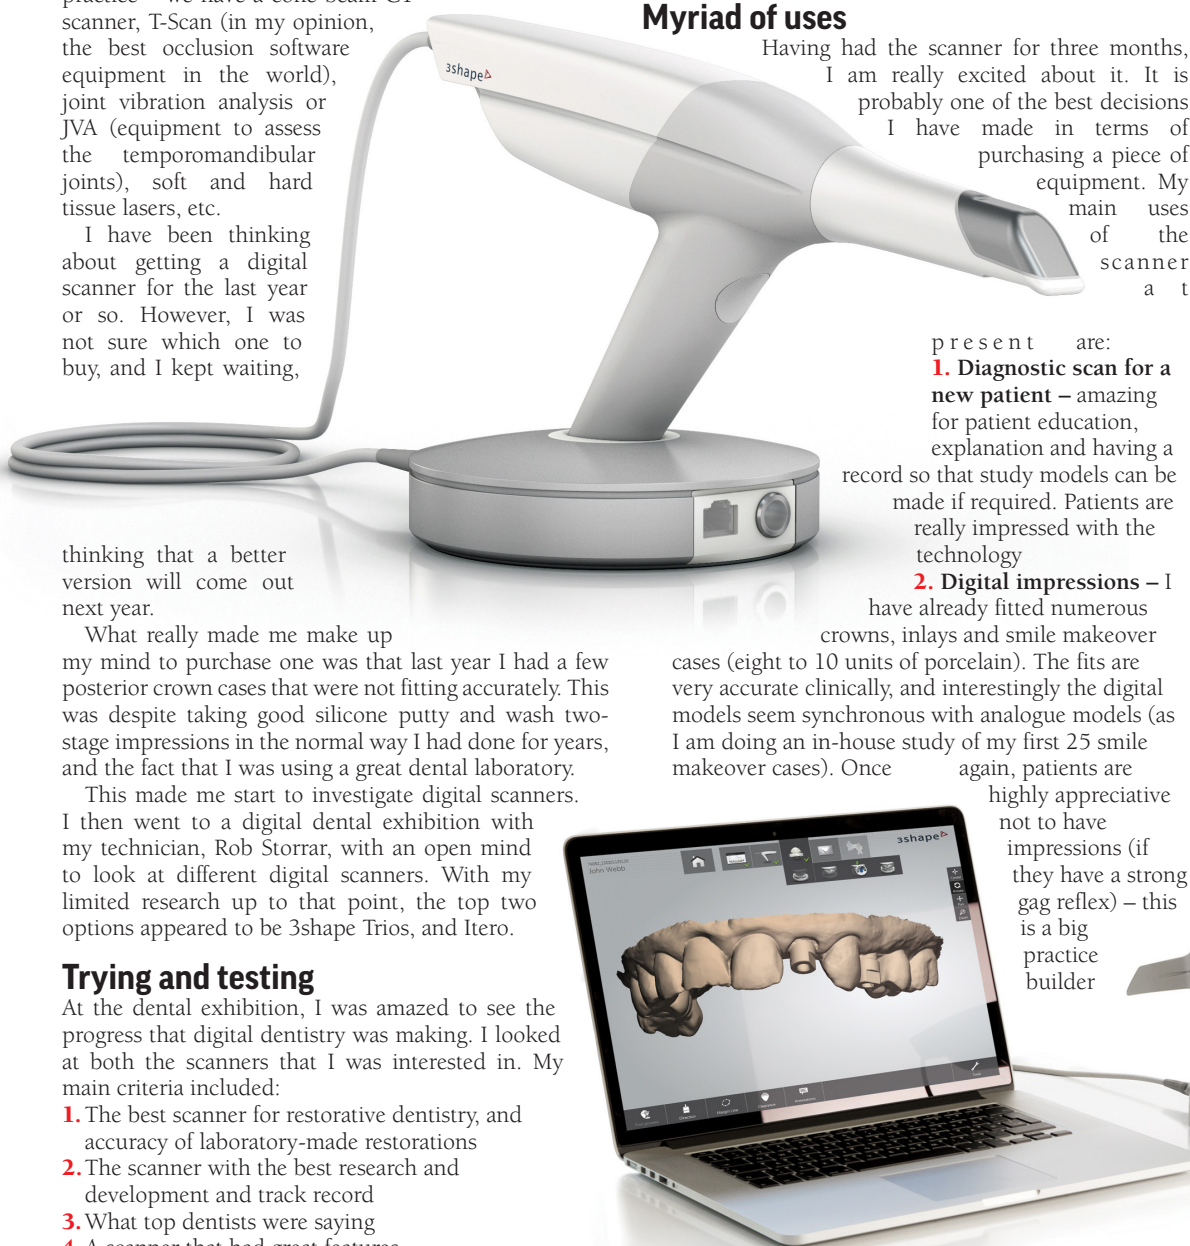 practice – we have a cone beam CT
scanner, T-Scan (in my opinion,
the best occlusion software
equipment in the world),
joint vibration analysis or
JVA (equipment to assess
the temporomandibular
joints), soft and hard
tissue lasers, etc.
I have been thinking
about getting a digital
scanner for the last year
or so. However, I was
not sure which one to
buy, and I kept waiting,
thinking that a better
version will come out
next year.
What really made me make up
my mind to purchase one was that last year I had a few
posterior crown cases that were not fitting accurately. This
was despite taking good silicone putty and wash two-
stage impressions in the normal way I had done for years,
and the fact that I was using a great dental laboratory.
This made me start to investigate digital scanners.
I then went to a digital dental exhibition with
my technician, Rob Storrar, with an open mind
to look at different digital scanners. With my
limited research up to that point, the top two
options appeared to be 3shape Trios, and Itero.
Trying and testing
At the dental exhibition, I was amazed to see the
progress that digital dentistry was making. I looked
at both the scanners that I was interested in. My
main criteria included:
1. The best scanner for restorative dentistry, and
accuracy of laboratory-made restorations
2. The scanner with the best research and
development and track record
3. What top dentists were saying
4. A scanner that had great features
3shape
Myriad of uses
Having had the scanner for three months,
I am really excited about it. It is
probably one of the best decisions
I have made in terms of
purchasing a piece of
equipment. My
main uses
of the
scanner
at
present are:
1. Diagnostic scan for a
new patient – amazing
for patient education,
explanation and having a
record so that study models can be
made if required. Patients are
really impressed with the
technology
2. Digital impressions – I
have already fitted numerous
crowns, inlays and smile makeover
cases (eight to 10 units of porcelain). The fits are
very accurate clinically, and interestingly the digital
models seem synchronous with analogue models (as
I am doing an in-house study of my first 25 smile
makeover cases). Once again, patients are
highly appreciative
not to have
impressions (if
they have a strong
gag reflex) – this
is a big
practice
builder
John Webb
3shape
Direction
Margin Line